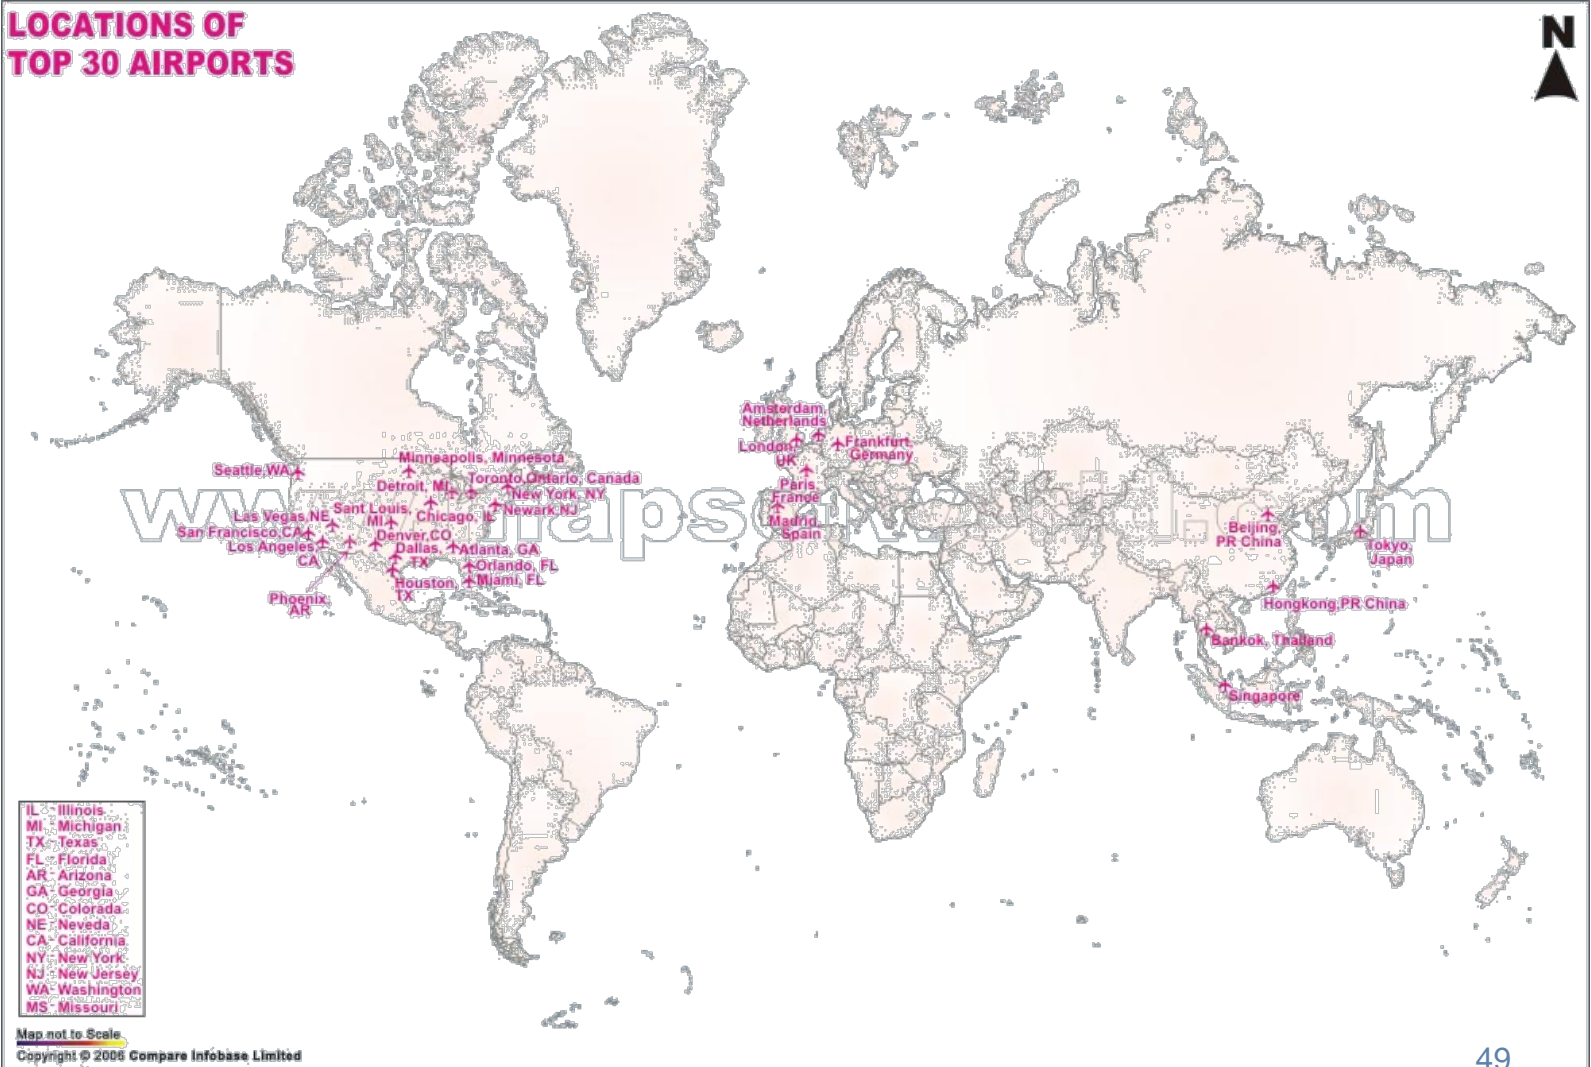 LOCATIONS OF
TOP 30 AIRPORTS
N
Amsterdam,
Netherlands
London,
UK
Frankfurt,
Germany
Paris
France
Madrid,
Spain
Seattle,WA
Minneapolis, Minnesota
Detroit, MI
Toronto,Ontario, Canada
New York, NY
Newark,NJ
Sant Louis,
MI
Chicago, IL
Las Vegas,NE
San Francisco,CA
Denver,CO
Los Angeles,
CA
Dallas,
TX
Atlanta, GA
Orlando, FL
Houston,
TX
Miami, FL
Phoenix,
AR
Beijing,
PR China
Tokyo,
Japan
Hongkong,PR China
Bankok, Thailand
Singapore
IL - Illinois
MI - Michigan
TX - Texas
FL - Florida
AR - Arizona
GA - Georgia
CO - Colorada
NE - Neveda
CA - California
NY - New York
NJ - New Jersey
WA - Washington
MS - Missouri
Map not to Scale
Copyright © 2006 Compare Infobase Limited
49